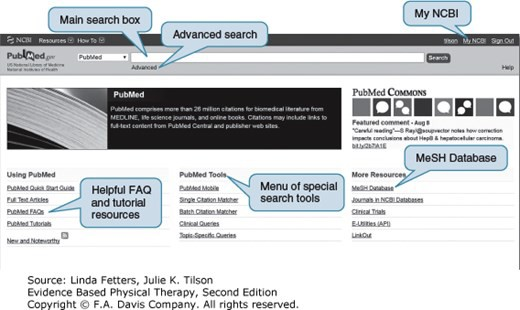 My NCBI
Main search box
Advanced search
NCBI Resources How To tilson My NCBI Sign Out
PubMed.gov PubMed Search
US National Library of Medicine
National Institutes of Health
Advanced Help
PubMed
PubMed comprises more than 26 million citations for biomedical literature from
MEDLINE, life science journals, and online books. Citations may include links to
full-text content from PubMed Central and publisher web sites.
PubMed Commons
Featured comment - Aug 8
"Careful reading"—S Ray/@soupvector notes how correction
impacts conclusions about HepB & hepatocellular carcinoma.
MeSH Database
Using PubMed
PubMed Quick Start Guide
Full Text Articles
PubMed FAQs
PubMed Tutorials
New and Noteworthy
Helpful FAQ
and tutorial
resources
PubMed Tools
PubMed Mobile
Single Citation Matcher
Batch Citation Matcher
Clinical Queries
Topic-Specific Queries
Menu of special
search tools
More Resources
MeSH Database
Journals in NCBI Databases
Clinical Trials
E-Utilities (API)
LinkOut
Source: Linda Fetters, Julie K. Tilson
Evidence Based Physical Therapy, Second Edition
Copyright © F.A. Davis Company. All rights reserved.